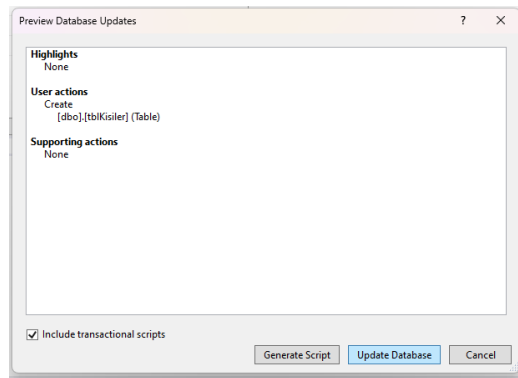 Preview Database Updates ? ×
Highlights
None
User actions
Create
[dbo].[tblKisiler] (Table)
Supporting actions
None
Include transactional scripts
Generate Script Update Database Cancel